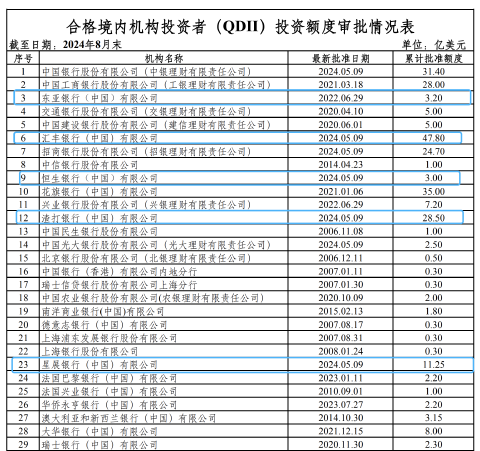 合格境内机构投资者（QDII）投资额度审批情况表
截至日期：2024年8月末 单位：亿美元
序号 机构名称 最新批准日期 累计批准额度
1 中国银行股份有限公司（中银理财有限责任公司） 2024.05.09 31.40
2 中国工商银行股份有限公司（工银理财有限责任公司） 2021.03.18 28.00
3 东亚银行（中国）有限公司 2022.06.29 3.20
4 交通银行股份有限公司（交银理财有限责任公司） 2020.04.10 5.00
5 中国建设银行股份有限公司（建信理财有限责任公司） 2020.06.01 5.00
6 汇丰银行（中国）有限公司 2024.05.09 47.80
7 招商银行股份有限公司（招银理财有限责任公司） 2024.05.09 24.70
8 中信银行股份有限公司 2014.04.23 1.00
9 恒生银行（中国）有限公司 2024.05.09 3.00
10 花旗银行（中国）有限公司 2021.01.06 35.00
11 兴业银行股份有限公司（兴银理财有限责任公司） 2022.06.29 7.20
12 渣打银行（中国）有限公司 2024.05.09 28.50
13 中国民生银行股份有限公司 2006.11.08 1.00
14 中国光大银行股份有限公司（光大理财有限责任公司） 2024.05.09 2.50
15 北京银行股份有限公司（北银理财有限责任公司） 2006.12.11 0.50
16 中国银行（香港）有限公司内地分行 2007.01.11 0.30
17 瑞士信贷银行股份有限公司上海分行 2007.01.30 0.30
18 中国农业银行股份有限公司(农银理财有限责任公司) 2020.10.09 2.00
19 南洋商业银行(中国)有限公司 2015.02.13 1.80
20 德意志银行（中国）有限公司 2007.08.17 0.30
21 上海浦东发展银行股份有限公司 2007.08.31 0.30
22 上海银行股份有限公司 2008.01.24 0.30
23 星展银行（中国）有限公司 2024.05.09 11.25
24 法国巴黎银行（中国）有限公司 2023.01.11 2.20
25 法国兴业银行（中国）有限公司 2010.09.01 1.00
26 华侨永亨银行（中国）有限公司 2023.07.27 2.20
27 澳大利亚和新西兰银行（中国）有限公司 2014.10.30 3.15
28 大华银行（中国）有限公司 2021.12.15 8.00
29 瑞士银行（中国）有限公司 2020.11.30 2.30